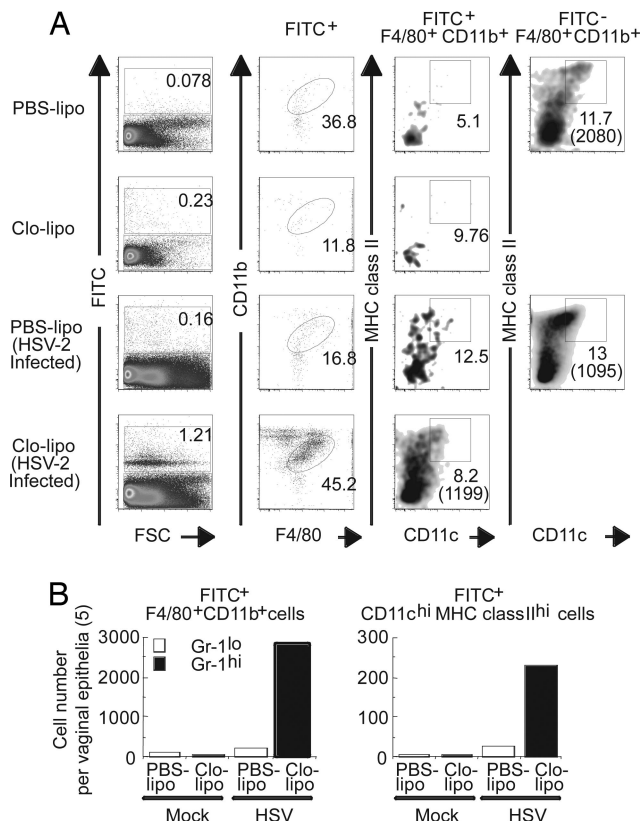 A
FITC+
FITC+
F4/80+ CD11b+
FITC-
F4/80+CD11b+
PBS-lipo
0.078
36.8
5.1
11.7
(2080)
Clo-lipo
0.23
11.8
9.76
FITC
CD11b
MHC class II
MHC class II
PBS-lipo
(HSV-2
Infected)
0.16
16.8
12.5
13
(1095)
Clo-lipo
(HSV-2
Infected)
1.21
45.2
8.2
(1199)
FSC
F4/80
CD11c
CD11c
B
FITC+
F4/80+CD11b+cells
FITC+
CD11chi MHC classIIhi cells
Cell number
per vaginal epithelia (5)
3000
2000
1000
0
Gr-1lo
Gr-1hi
300
200
100
0
PBS-
lipo
Clo-
lipo
PBS-
lipo
Clo-
lipo
Mock
HSV
PBS-
lipo
Clo-
lipo
PBS-
lipo
Clo-
lipo
Mock
HSV